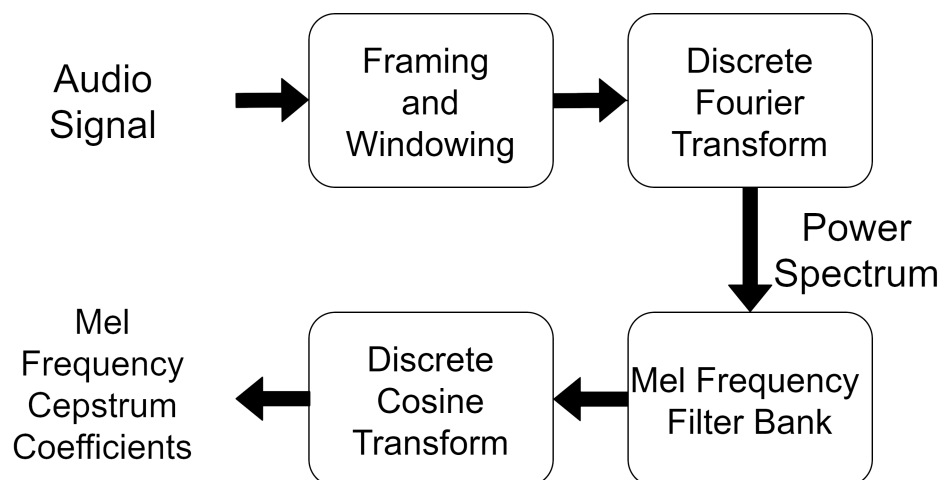 Audio
Signal
Framing
and
Windowing
Discrete
Fourier
Transform
Power
Spectrum
Mel Frequency
Filter Bank
Discrete
Cosine
Transform
Mel
Frequency
Cepstrum
Coefficients